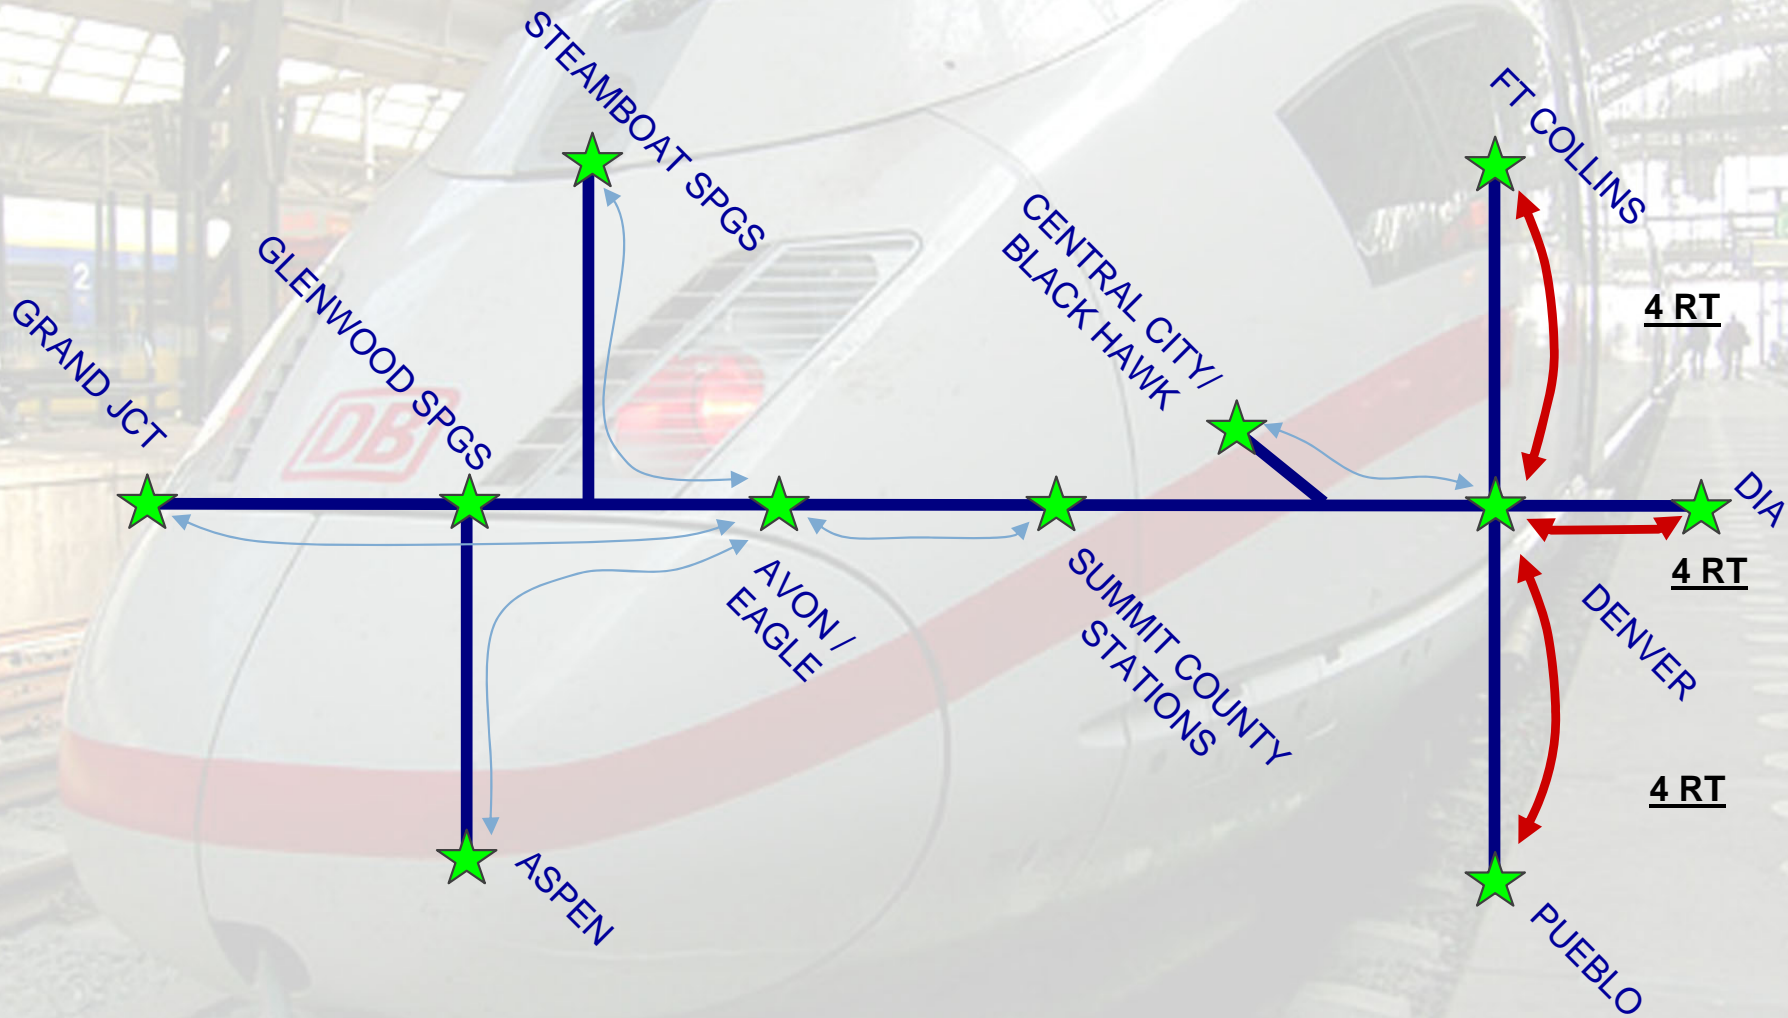 STEAMBOAT SPGS
FT COLLINS
CENTRAL CITY/
BLACK HAWK
GLENWOOD SPGS
GRAND JCT
2
DB
4 RT
DIA
4 RT
AVON /
EAGLE
SUMMIT COUNTY
STATIONS
DENVER
4 RT
ASPEN
PUEBLO